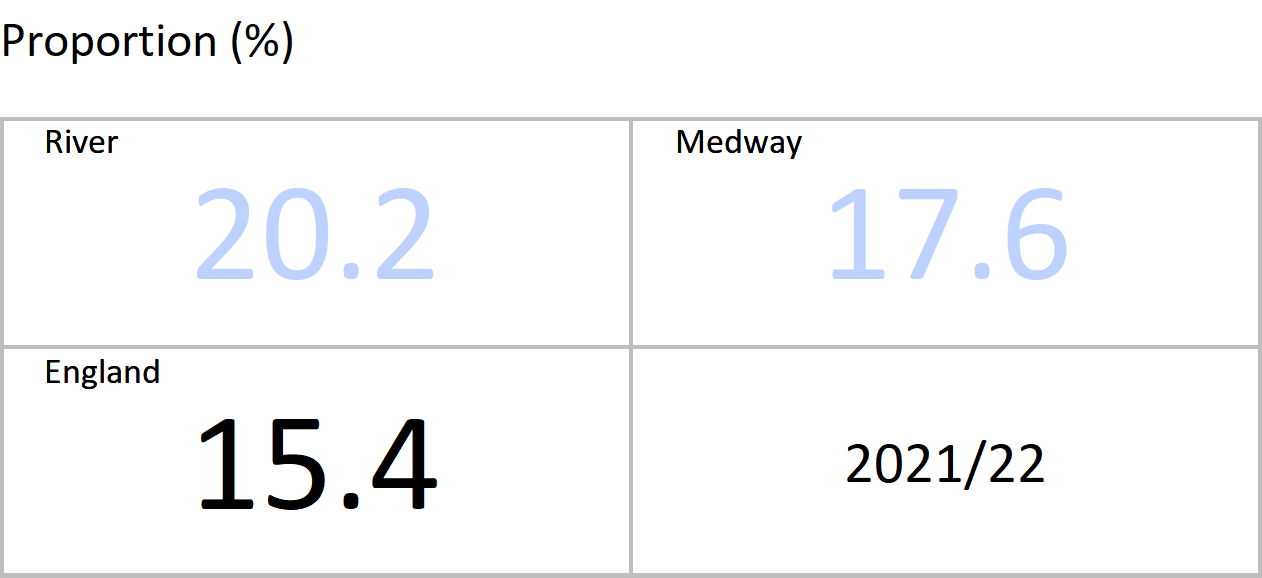 Proportion (%)
River
20.2
Medway
17.6
England
15.4
2021/22